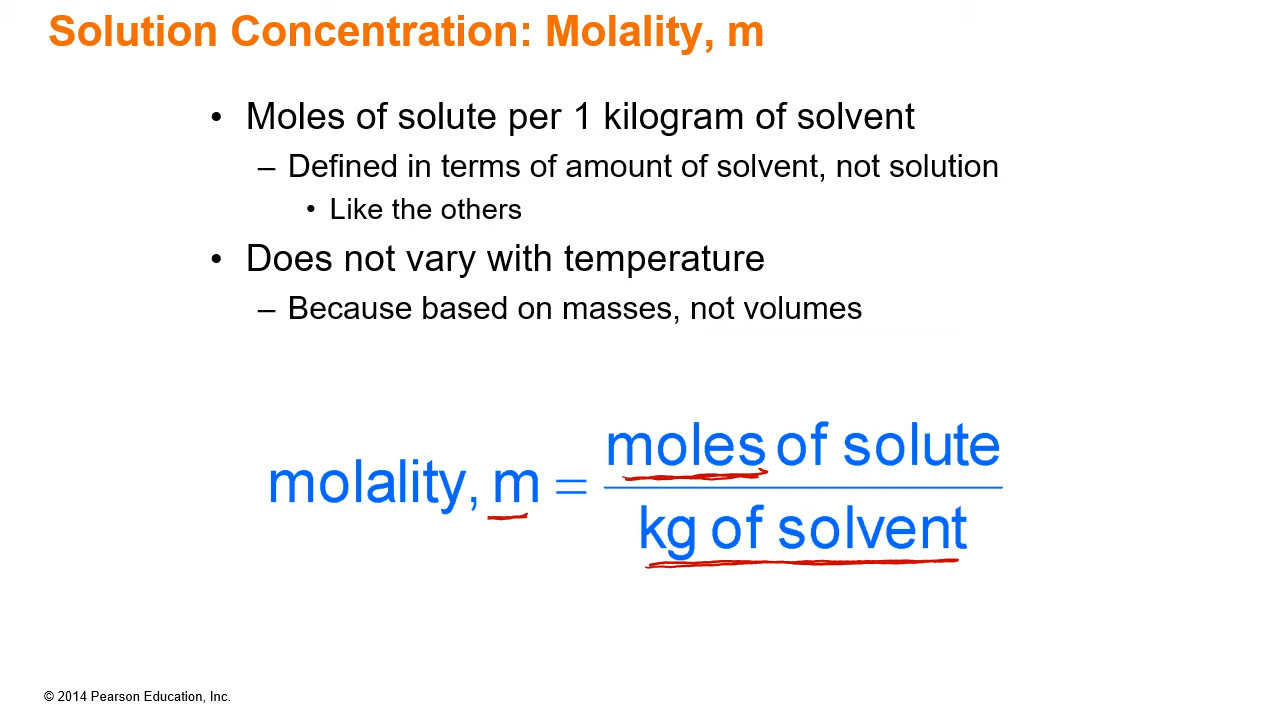 Solution Concentration: Molality, m
• Moles of solute per 1 kilogram of solvent
– Defined in terms of amount of solvent, not solution
• Like the others
• Does not vary with temperature
– Because based on masses, not volumes
molality, m = moles of solute / kg of solvent
© 2014 Pearson Education, Inc.